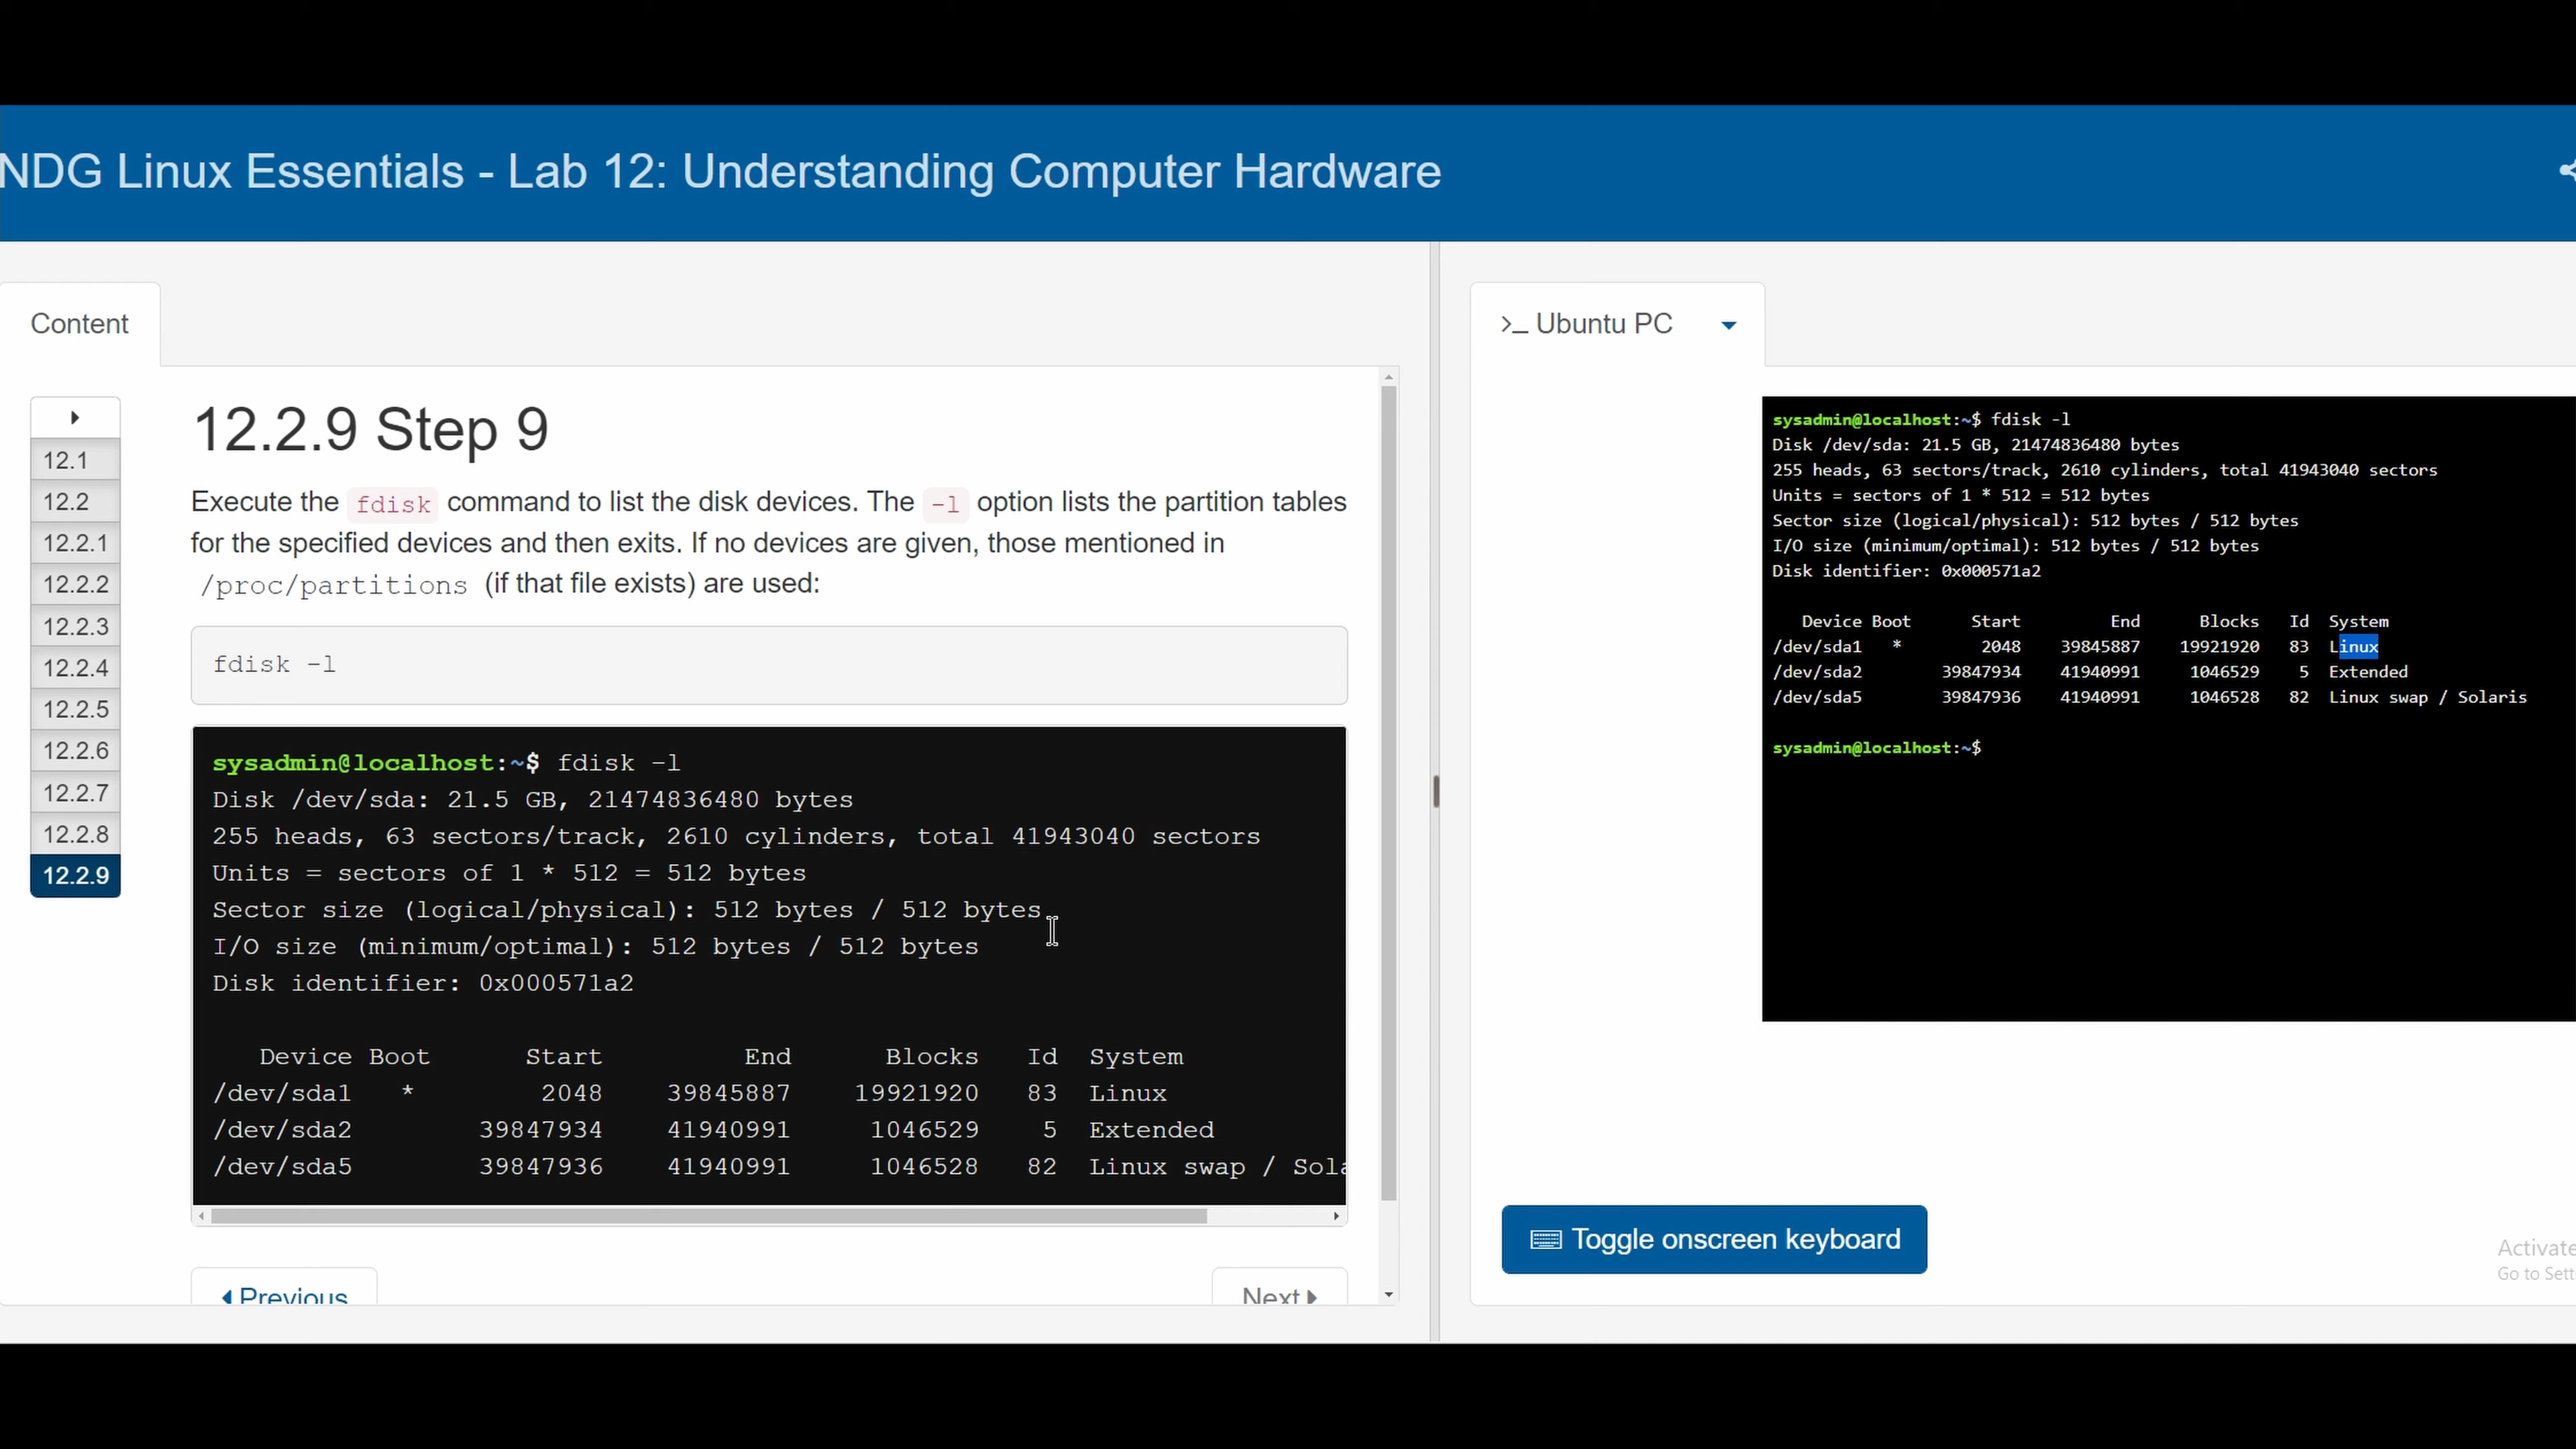 NDG Linux Essentials - Lab 12: Understanding Computer Hardware
Content
12.1
12.2
12.2.1
12.2.2
12.2.3
12.2.4
12.2.5
12.2.6
12.2.7
12.2.8
12.2.9
12.2.9 Step 9
Execute the fdisk command to list the disk devices. The -l option lists the partition tables
for the specified devices and then exits. If no devices are given, those mentioned in
/proc/partitions (if that file exists) are used:
fdisk -l
sysadmin@localhost:~$ fdisk -l
Disk /dev/sda: 21.5 GB, 21474836480 bytes
255 heads, 63 sectors/track, 2610 cylinders, total 41943040 sectors
Units = sectors of 1 * 512 = 512 bytes
Sector size (logical/physical): 512 bytes / 512 bytes
I/O size (minimum/optimal): 512 bytes / 512 bytes
Disk identifier: 0x000571a2
Device Boot Start End Blocks Id System
/dev/sda1 * 2048 39845887 19921920 83 Linux
/dev/sda2 39847934 41940991 1046529 5 Extended
/dev/sda5 39847936 41940991 1046528 82 Linux swap / Sola
Previous
Next
>_ Ubuntu PC
sysadmin@localhost:~$ fdisk -l
Disk /dev/sda: 21.5 GB, 21474836480 bytes
255 heads, 63 sectors/track, 2610 cylinders, total 41943040 sectors
Units = sectors of 1 * 512 = 512 bytes
Sector size (logical/physical): 512 bytes / 512 bytes
I/O size (minimum/optimal): 512 bytes / 512 bytes
Disk identifier: 0x000571a2
Device Boot Start End Blocks Id System
/dev/sda1 * 2048 39845887 19921920 83 Linux
/dev/sda2 39847934 41940991 1046529 5 Extended
/dev/sda5 39847936 41940991 1046528 82 Linux swap / Solaris
sysadmin@localhost:~$
Toggle onscreen keyboard
Activate
Go to Sett